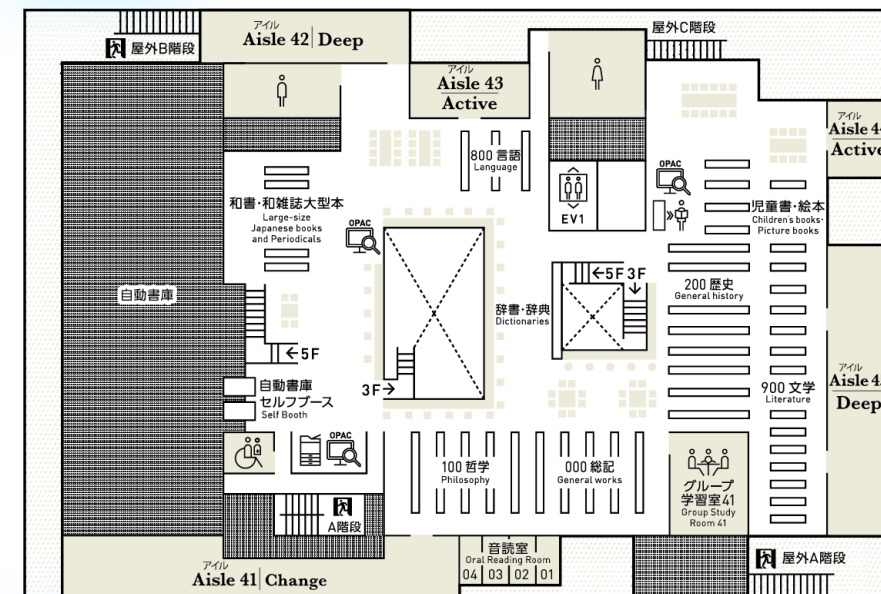 アイル
Aisle 42 Deep
屋外B階段
屋外C階段
アイル
Aisle 43
Active
アイル
Aisle 4
Active
800 言語
Language
OPAC
和書・和雑誌大型本
Large-size
Japanese books
and Periodicals
OPAC
EV1
児童書・絵本
Children's books・
Picture books
自動書庫
←5F
3F
↓
200 歴史
General history
辞書・辞典
Dictionaries
←5F
3F→
自動書庫
セルフブース
Self Booth
900 文学
Literature
アイル
Aisle 4
Deep
OPAC
100 哲学
Philosophy
000 総記
General works
グループ
学習室41
Group Study
Room 41
A階段
音読室
Oral Reading Room
04 03 02 01
屋外A階段
アイル
Aisle 41 Change